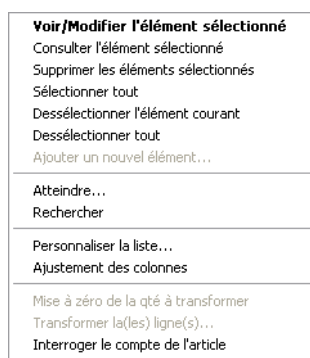 Voir/Modifier l'élément sélectionné
Consulter l'élément sélectionné
Supprimer les éléments sélectionnés
Sélectionner tout
Dessélectionner l'élément courant
Dessélectionner tout
Ajouter un nouvel élément...
Atteindre...
Rechercher
Personnaliser la liste...
Ajustement des colonnes
Mise à zéro de la qté à transformer
Transformer la(les) ligne(s)...
Interroger le compte de l'article